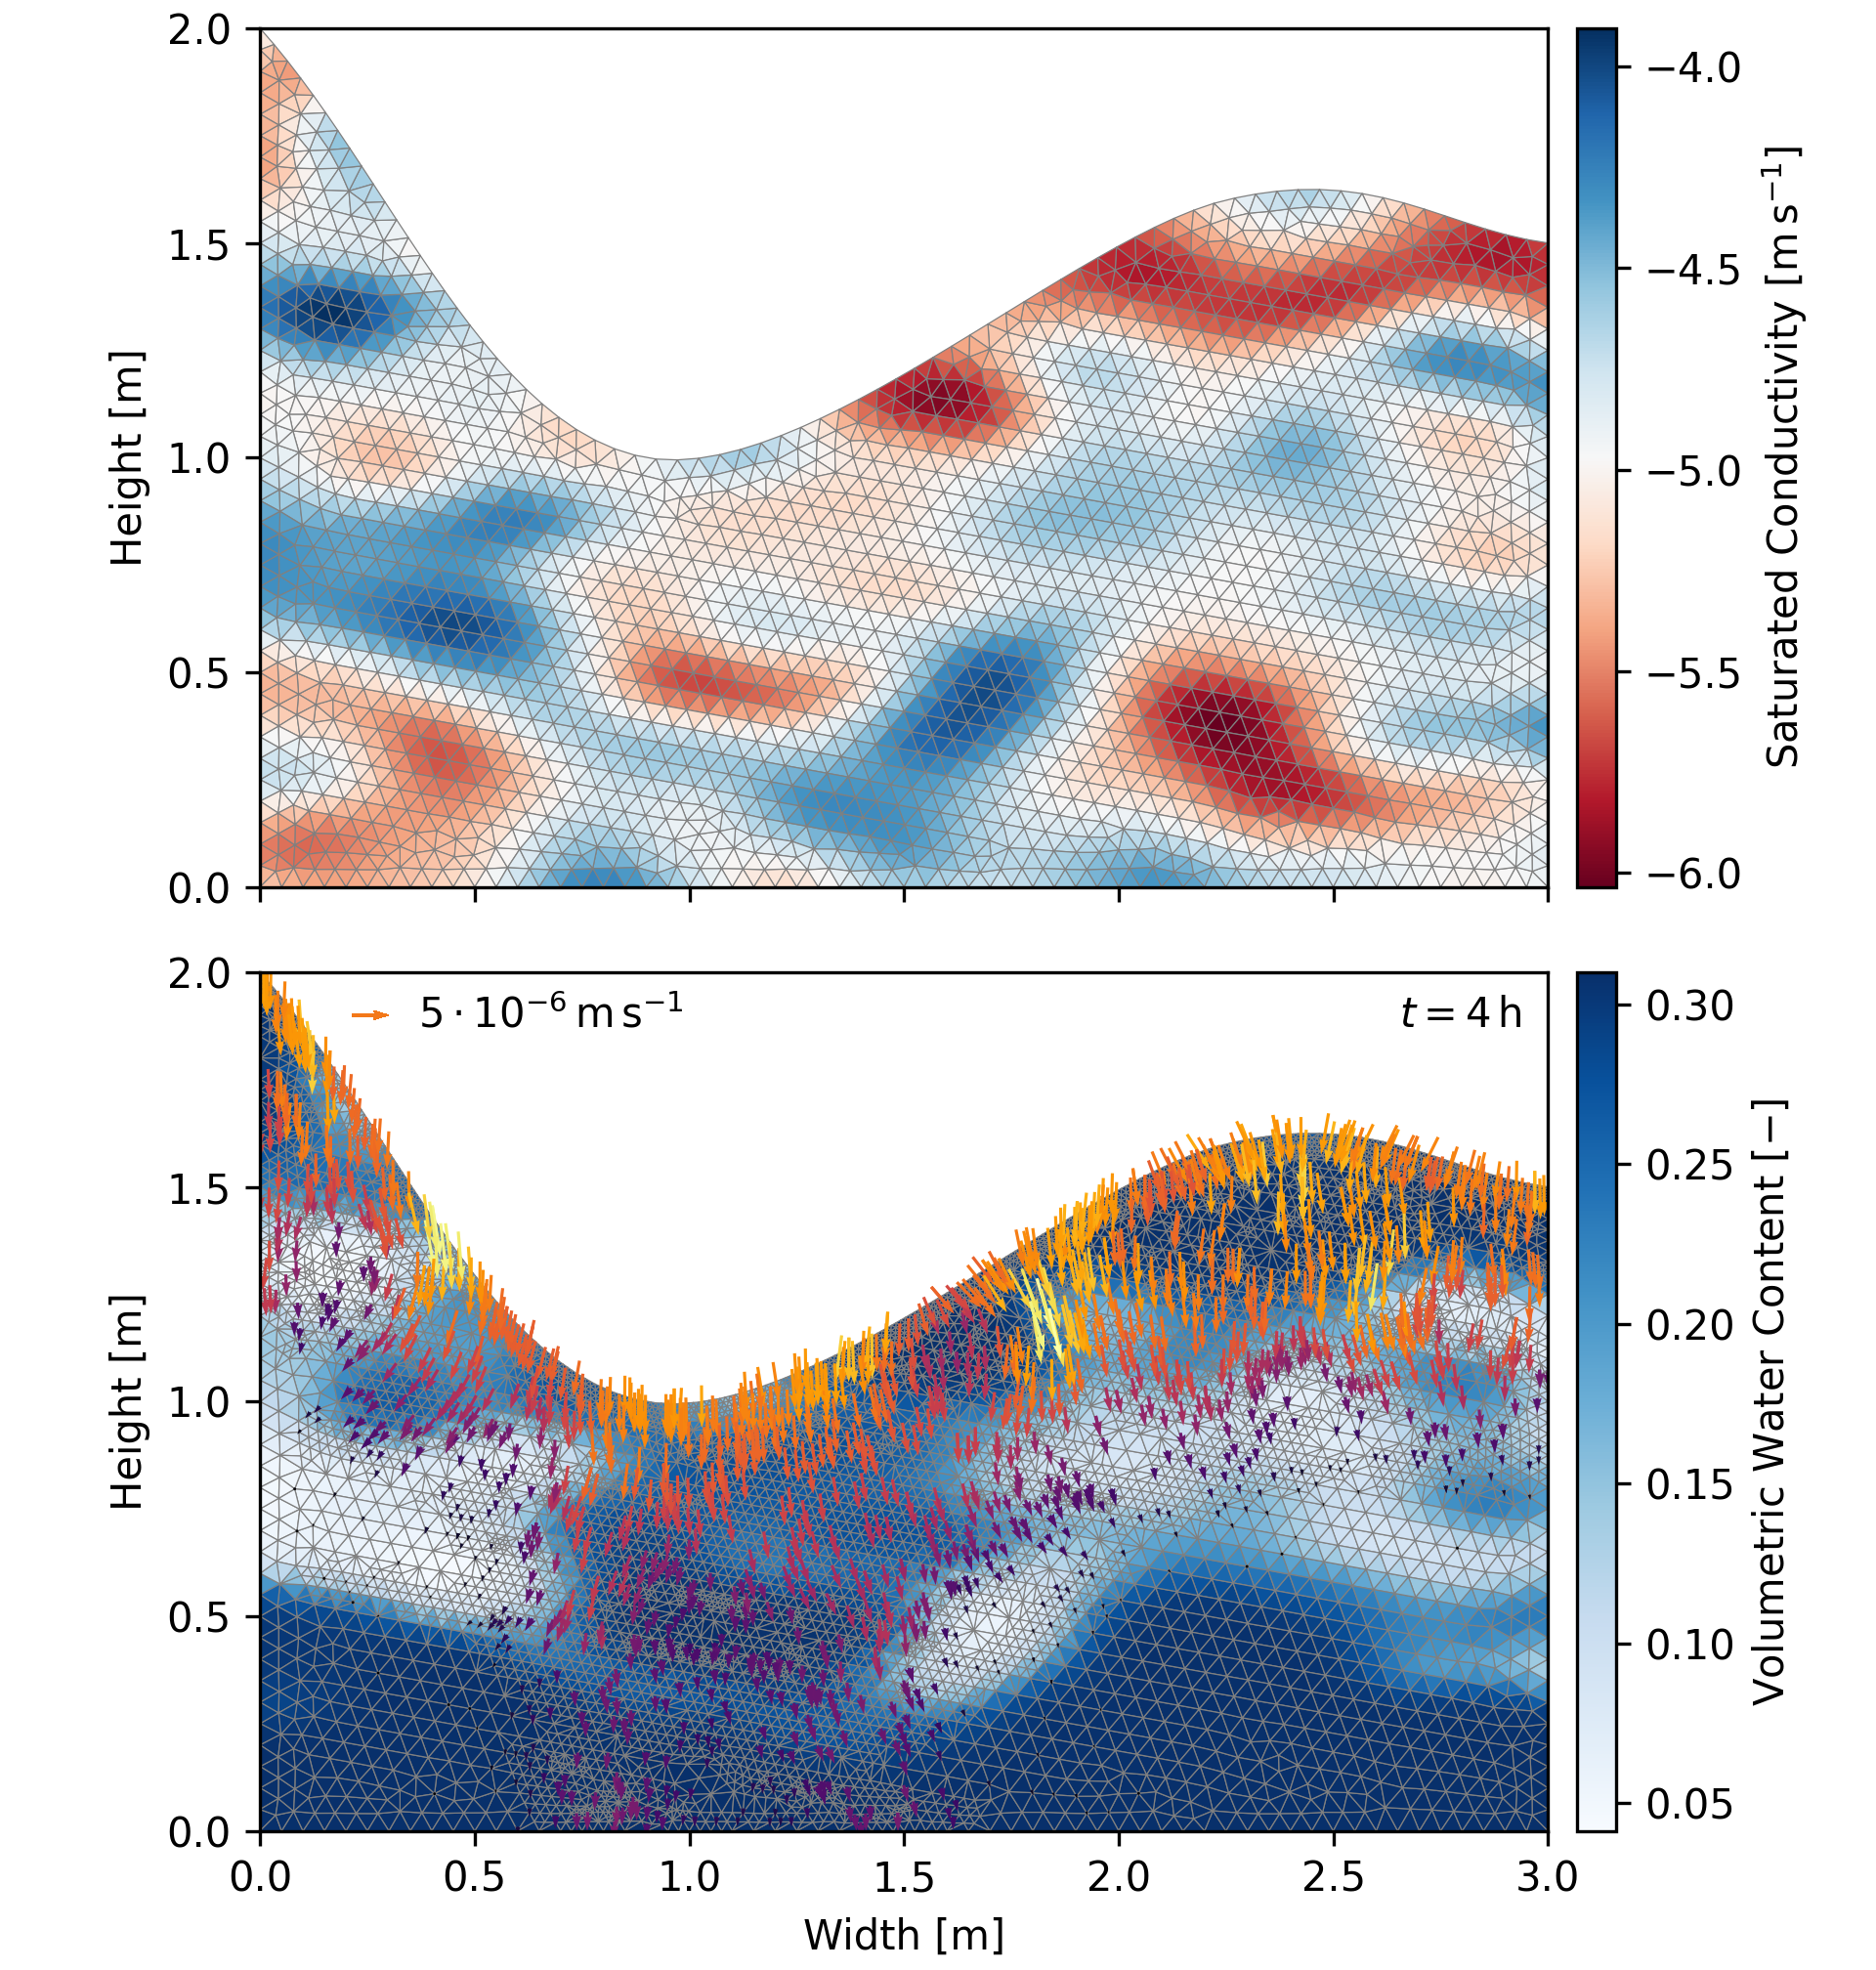 2.0
1.5
1.0
0.5
0.0
Height [m]
−4.0
−4.5
−5.0
−5.5
−6.0
Saturated Conductivity [m s⁻¹]
5 · 10⁻⁶ m s⁻¹
t = 4 h
2.0
1.5
1.0
0.5
0.0
Height [m]
0.0 0.5 1.0 1.5 2.0 2.5 3.0
Width [m]
0.30
0.25
0.20
0.15
0.10
0.05
Volumetric Water Content [−]